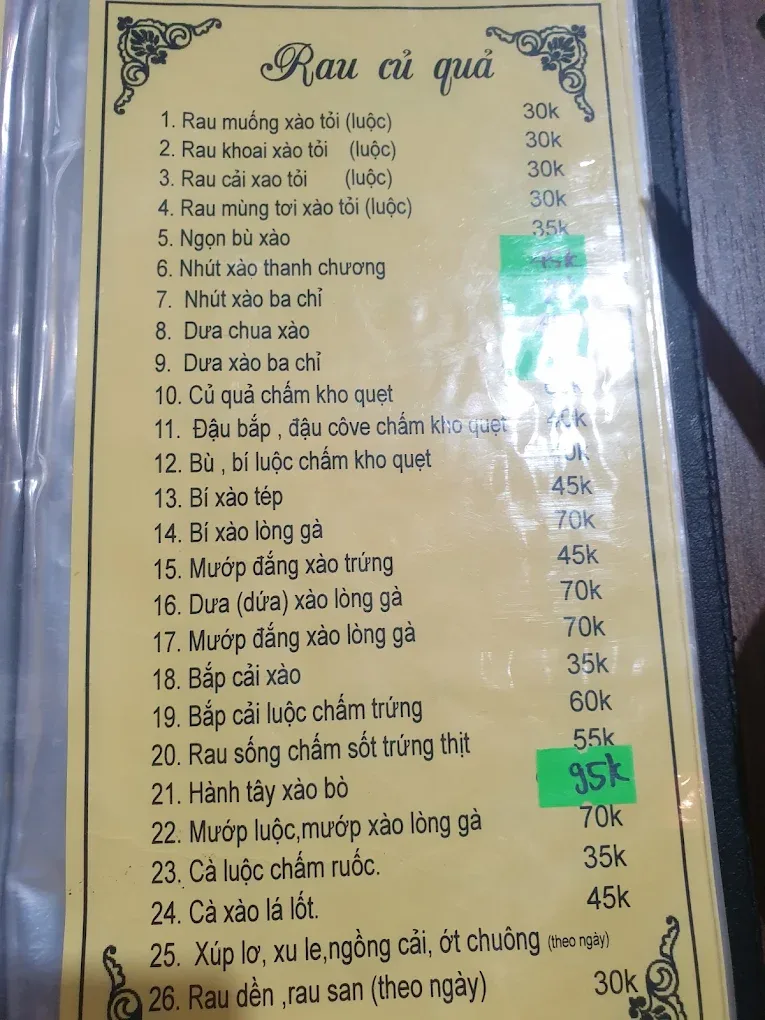 Rau củ quả
1. Rau muống xào tỏi (luộc) 30k
2. Rau khoai xào tỏi (luộc) 30k
3. Rau cải xao tỏi (luộc) 30k
4. Rau mùng tơi xào tỏi (luộc) 30k
5. Ngọn bù xào 35k
6. Nhút xào thanh chương
7. Nhút xào ba chỉ
8. Dưa chua xào
9. Dưa xào ba chỉ
10. Củ quả chấm kho quẹt
11. Đậu bắp , đậu côve chấm kho quẹt
12. Bù , bí luộc chấm kho quẹt
13. Bí xào tép 45k
14. Bí xào lòng gà 70k
15. Mướp đắng xào trứng 45k
16. Dưa (dứa) xào lòng gà 70k
17. Mướp đắng xào lòng gà 70k
18. Bắp cải xào 35k
19. Bắp cải luộc chấm trứng 60k
20. Rau sống chấm sốt trứng thịt 55k
21. Hành tây xào bò 95k
22. Mướp luộc,mướp xào lòng gà 70k
23. Cà luộc chấm ruốc. 35k
24. Cà xào lá lốt. 45k
25. Xúp lơ, xu le,ngồng cải, ớt chuông (theo ngày)
26. Rau dền ,rau san (theo ngày) 30k